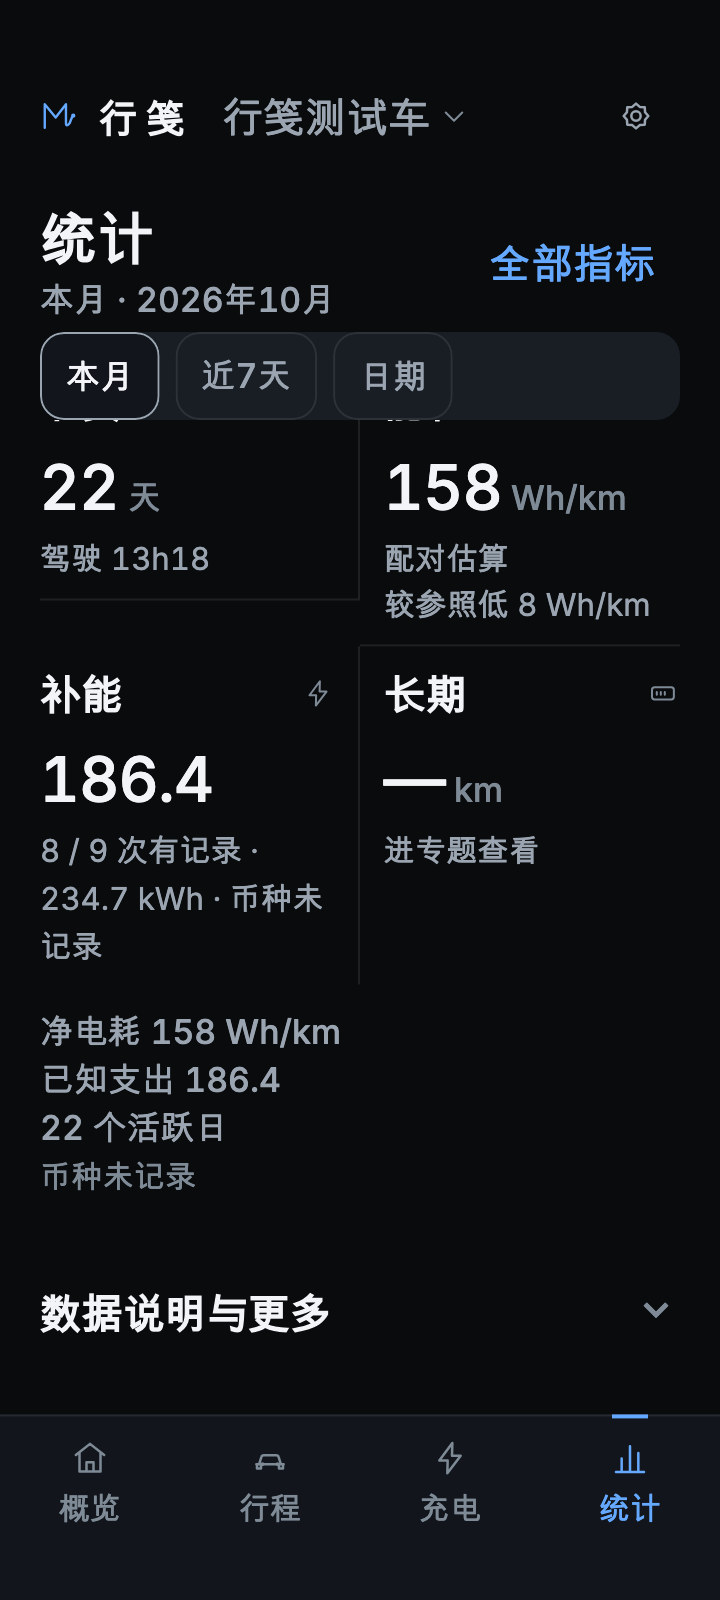 行笺 行笺测试车
统计
全部指标
本月 · 2026年10月
本月 近7天 日期
22 天
158 Wh/km
驾驶 13h18
配对估算
较参照低 8 Wh/km
补能
长期
186.4
— km
8 / 9 次有记录 ·
234.7 kWh · 币种未
记录
进专题查看
净电耗 158 Wh/km
已知支出 186.4
22 个活跃日
币种未记录
数据说明与更多
概览 行程 充电 统计